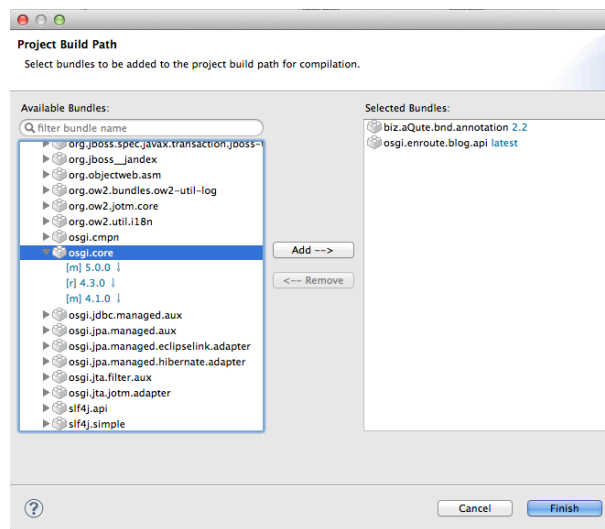 Project Build Path
Select bundles to be added to the project build path for compilation.
Available Bundles:
filter bundle name
org.jboss.spec.javax.transaction.jboss-t
org.jboss__jandex
org.objectweb.asm
org.ow2.bundles.ow2-util-log
org.ow2.jotm.core
org.ow2.util.i18n
osgi.cmpn
osgi.core
[m] 5.0.0
[r] 4.3.0
[m] 4.1.0
osgi.jdbc.managed.aux
osgi.jpa.managed.aux
osgi.jpa.managed.eclipselink.adapter
osgi.jpa.managed.hibernate.adapter
osgi.jta.filter.aux
osgi.jta.jotm.adapter
slf4j.api
slf4j.simple
Add -->
<-- Remove
Selected Bundles:
biz.aQute.bnd.annotation 2.2
osgi.enroute.blog.api latest
?
Cancel
Finish